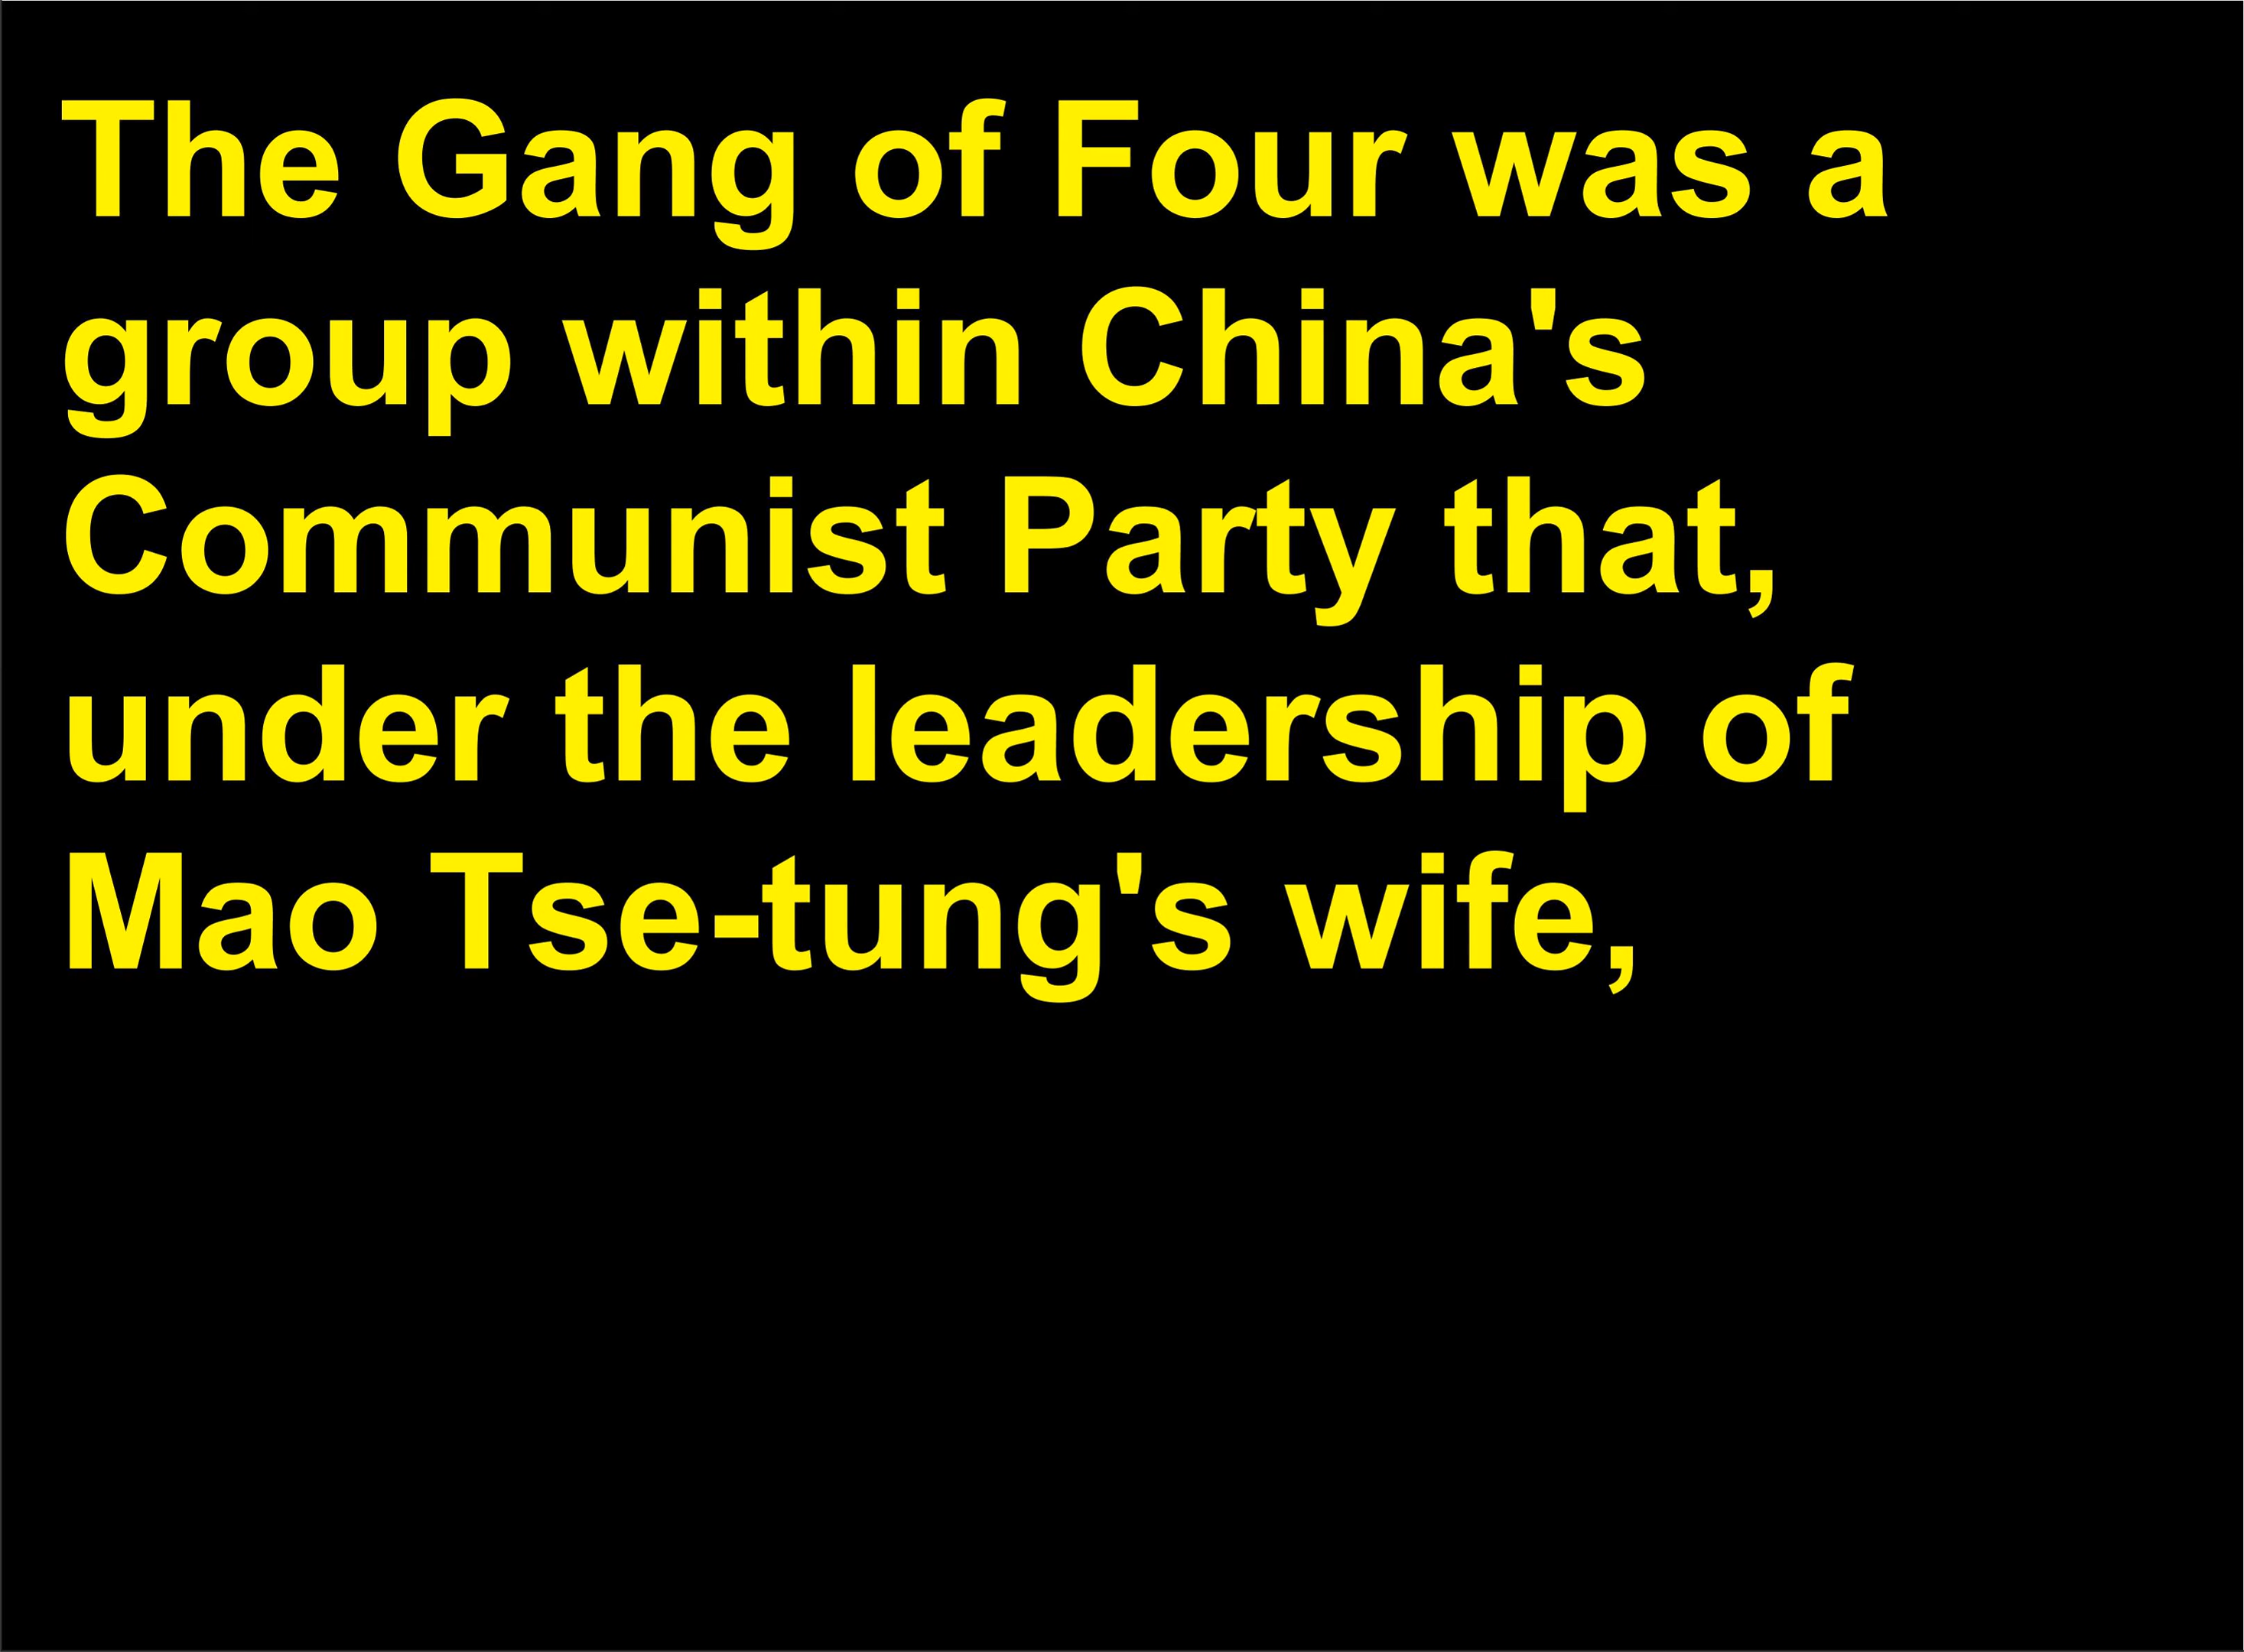 The Gang of Four was a
group within China's
Communist Party that,
under the leadership of
Mao Tse-tung's wife,